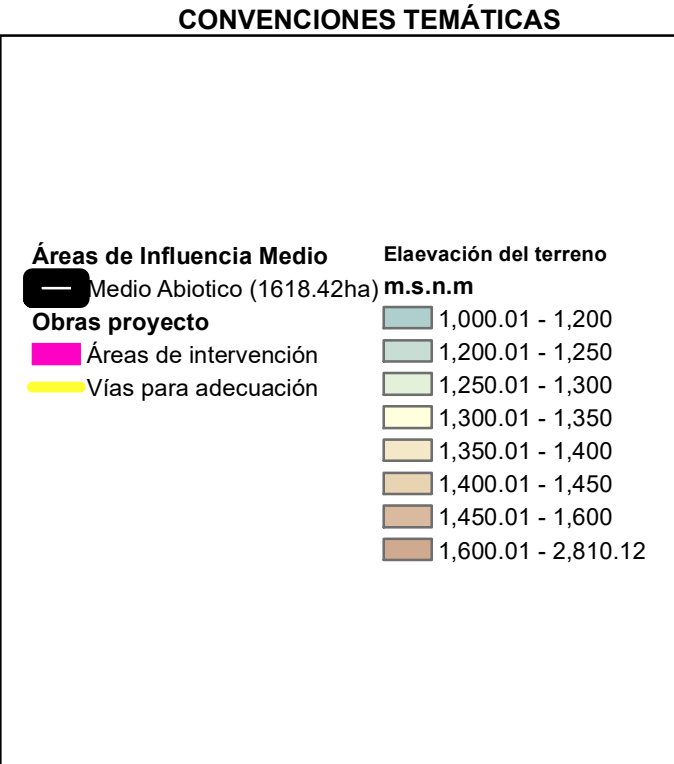 CONVENCIONES TEMÁTICAS
Áreas de Influencia Medio
Medio Abiotico (1618.42ha)
Obras proyecto
Áreas de intervención
Vías para adecuación
Elaevación del terreno
m.s.n.m
1,000.01 - 1,200
1,200.01 - 1,250
1,250.01 - 1,300
1,300.01 - 1,350
1,350.01 - 1,400
1,400.01 - 1,450
1,450.01 - 1,600
1,600.01 - 2,810.12